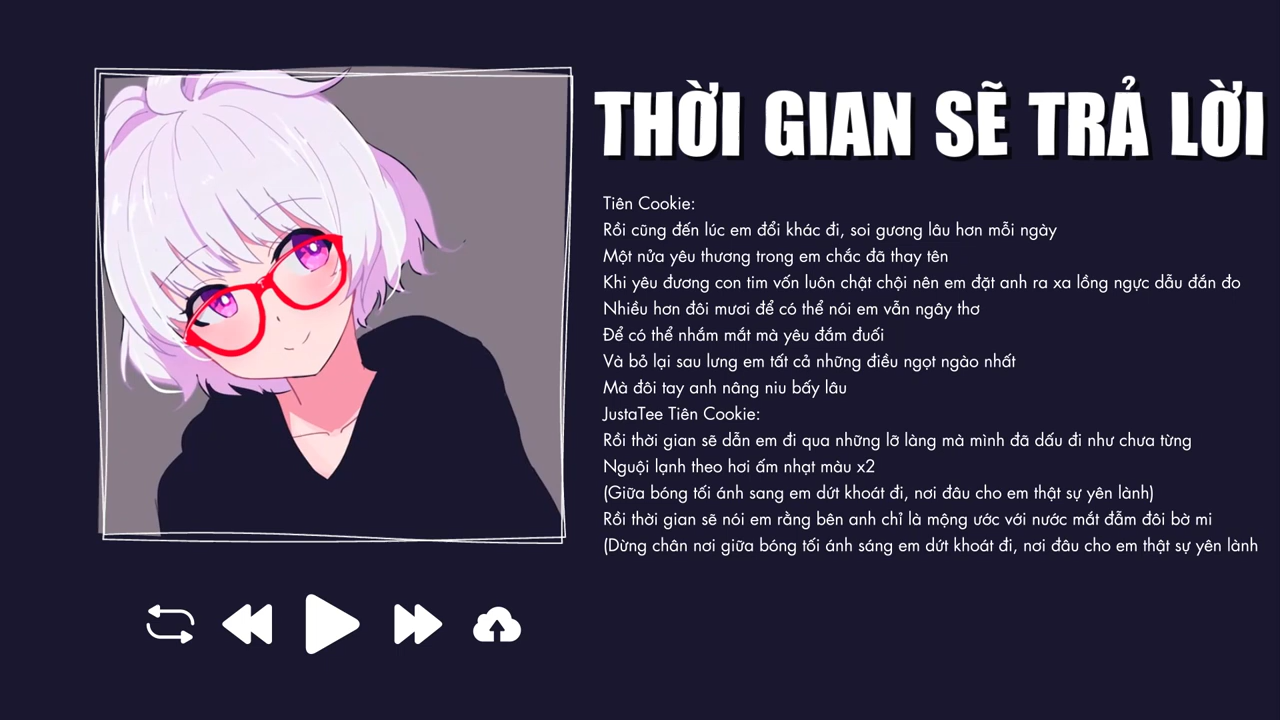 THỜI GIAN SẼ TRẢ LỜI
Tiên Cookie:
Rồi cũng đến lúc em đổi khác đi, soi gương lâu hơn mỗi ngày
Một nửa yêu thương trong em chắc đã thay tên
Khi yêu đương con tim vốn luôn chật chội nên em đặt anh ra xa lồng ngực dẫu đắn đo
Nhiều hơn đôi mươi để có thể nói em vẫn ngây thơ
Để có thể nhắm mắt mà yêu đắm đuối
Và bỏ lại sau lưng em tất cả những điều ngọt ngào nhất
Mà đôi tay anh nâng niu bấy lâu
JustaTee Tiên Cookie:
Rồi thời gian sẽ dẫn em đi qua những lỡ làng mà mình đã dấu đi như chưa từng
Nguội lạnh theo hơi ấm nhạt màu x2
(Giữa bóng tối ánh sang em dứt khoát đi, nơi đâu cho em thật sự yên lành)
Rồi thời gian sẽ nói em rằng bên anh chỉ là mộng ước với nước mắt đẫm đôi bờ mi
(Dừng chân nơi giữa bóng tối ánh sáng em dứt khoát đi, nơi đâu cho em thật sự yên lành